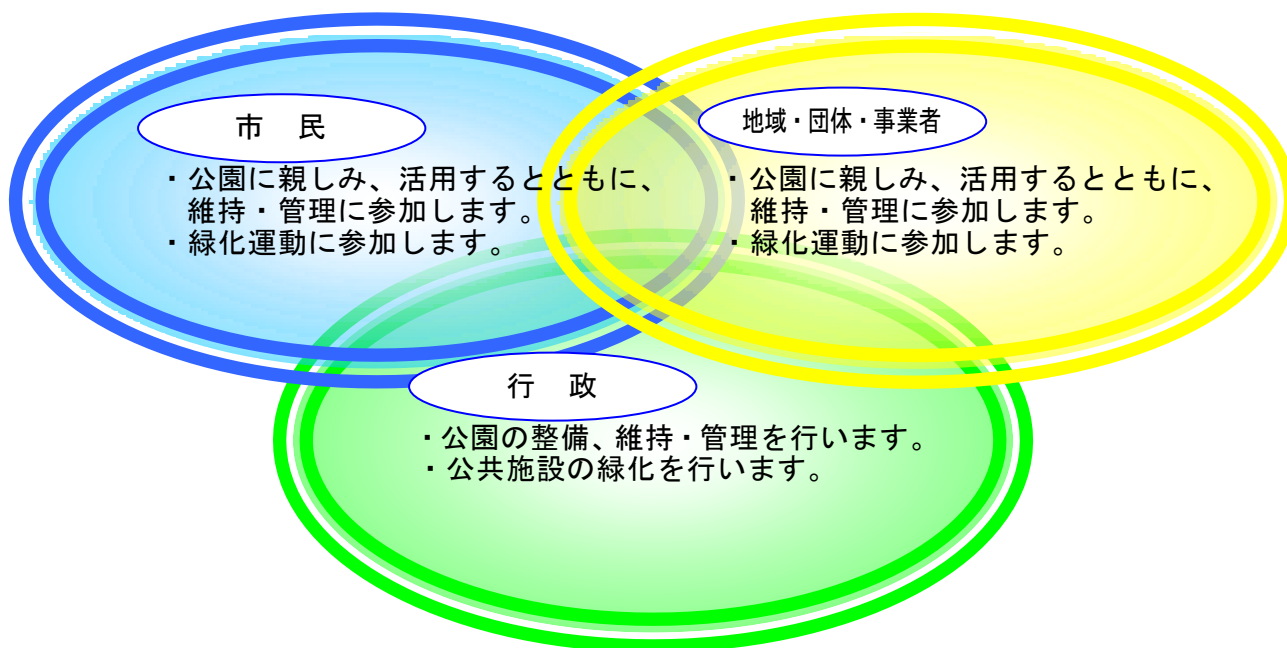 市　民
・公園に親しみ、活用するとともに、
維持・管理に参加します。
・緑化運動に参加します。
地域・団体・事業者
・公園に親しみ、活用するとともに、
維持・管理に参加します。
・緑化運動に参加します。
行　政
・公園の整備、維持・管理を行います。
・公共施設の緑化を行います。